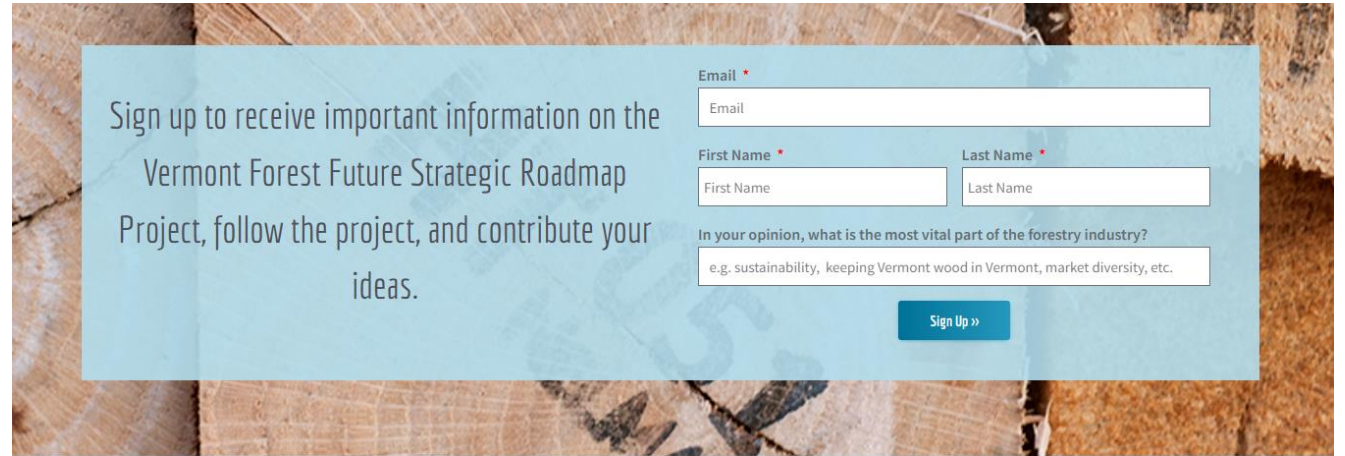 Sign up to receive important information on the
Vermont Forest Future Strategic Roadmap
Project, follow the project, and contribute your
ideas.
Email *
Email
First Name *
Last Name *
First Name
Last Name
In your opinion, what is the most vital part of the forestry industry?
e.g. sustainability, keeping Vermont wood in Vermont, market diversity, etc.
Sign Up »